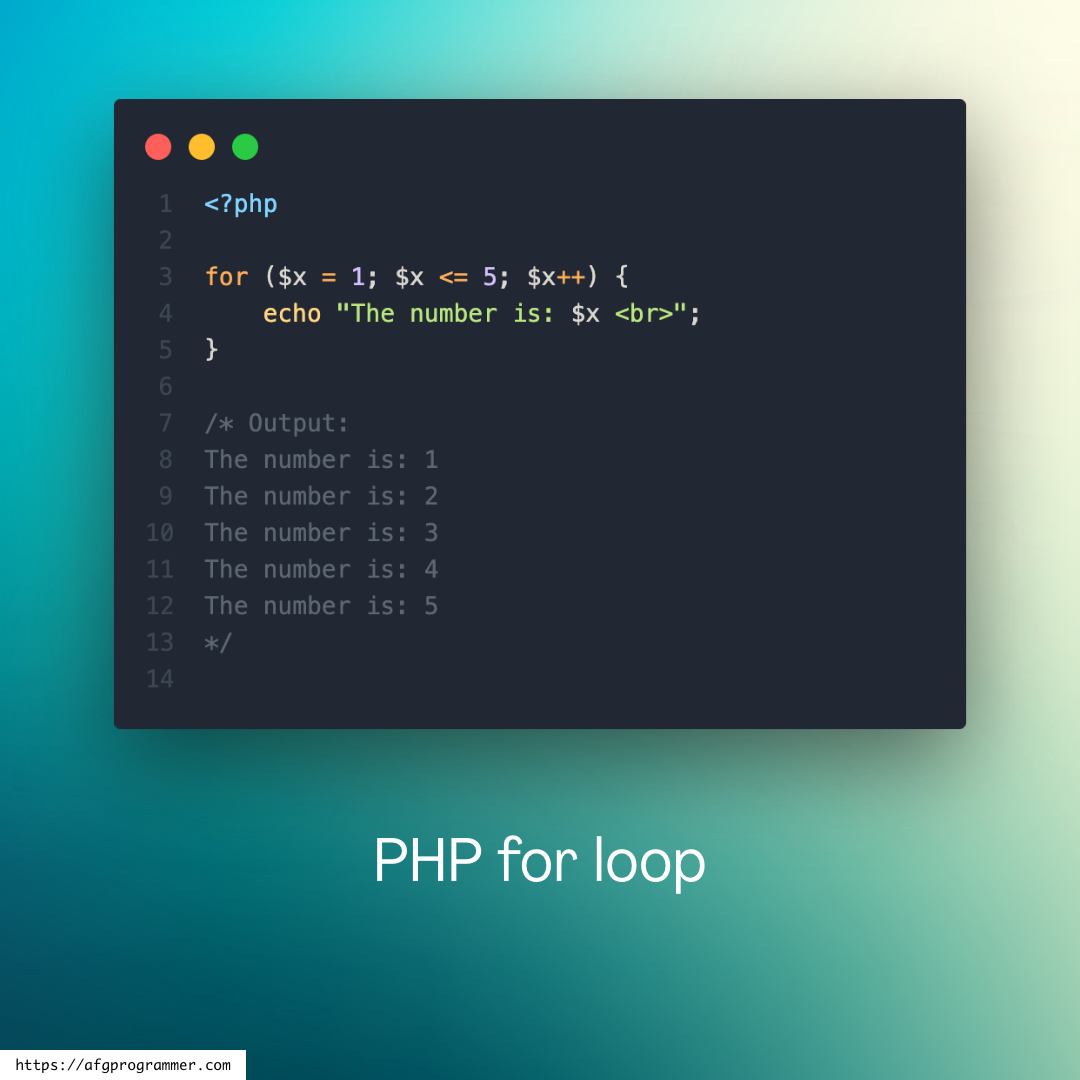 1 <?php
2
3 for ($x = 1; $x <= 5; $x++) {
4     echo "The number is: $x <br>";
5 }
6
7 /* Output:
8 The number is: 1
9 The number is: 2
10 The number is: 3
11 The number is: 4
12 The number is: 5
13 */
14
PHP for loop
https://afgprogrammer.com